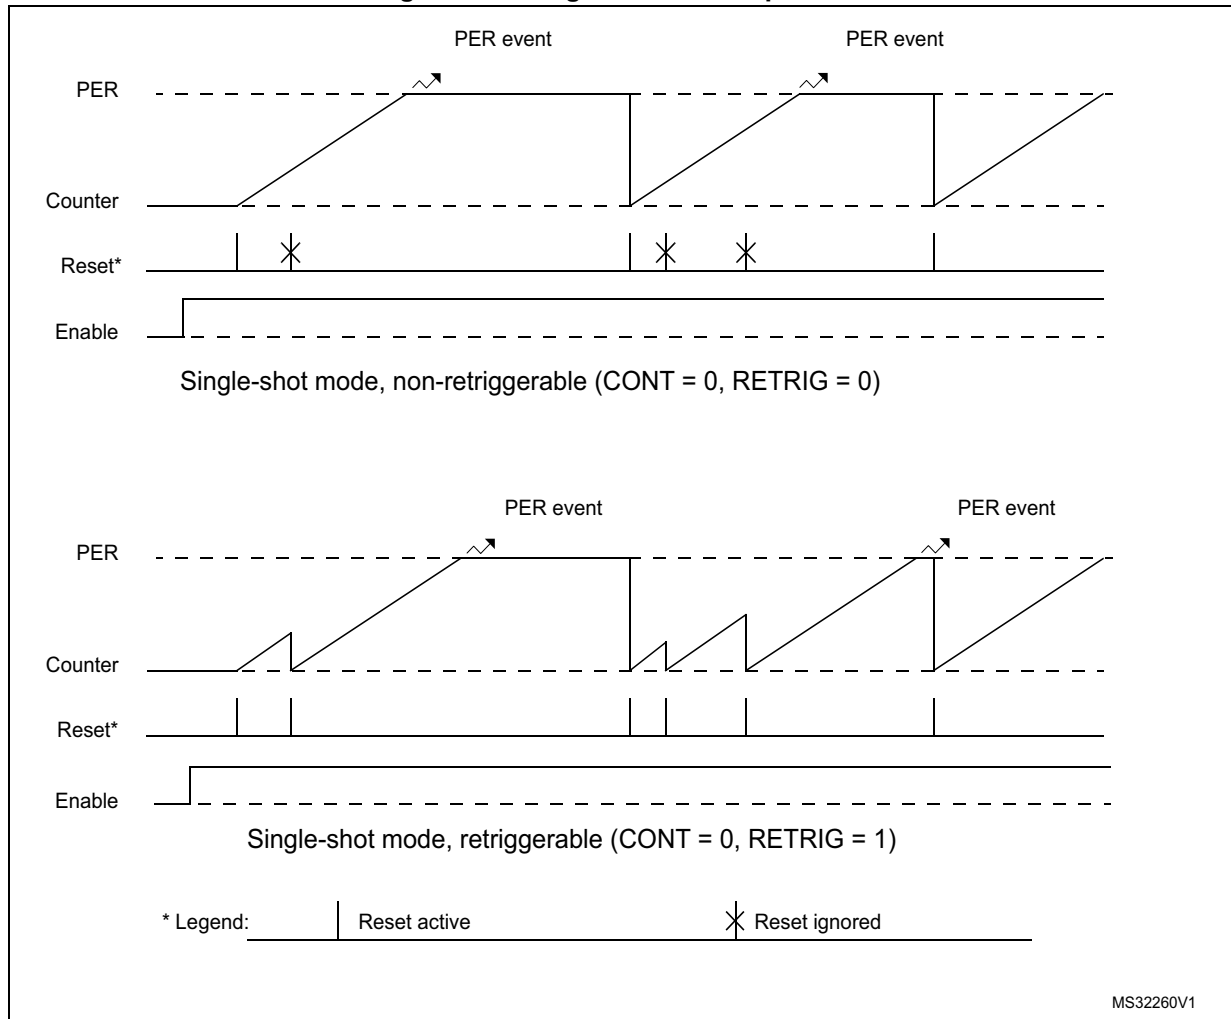 PER event PER event
PER
Counter
Reset*
Enable
Single-shot mode, non-retriggerable (CONT = 0, RETRIG = 0)
PER event PER event
PER
Counter
Reset*
Enable
Single-shot mode, retriggerable (CONT = 0, RETRIG = 1)
* Legend: Reset active Reset ignored
MS32260V1